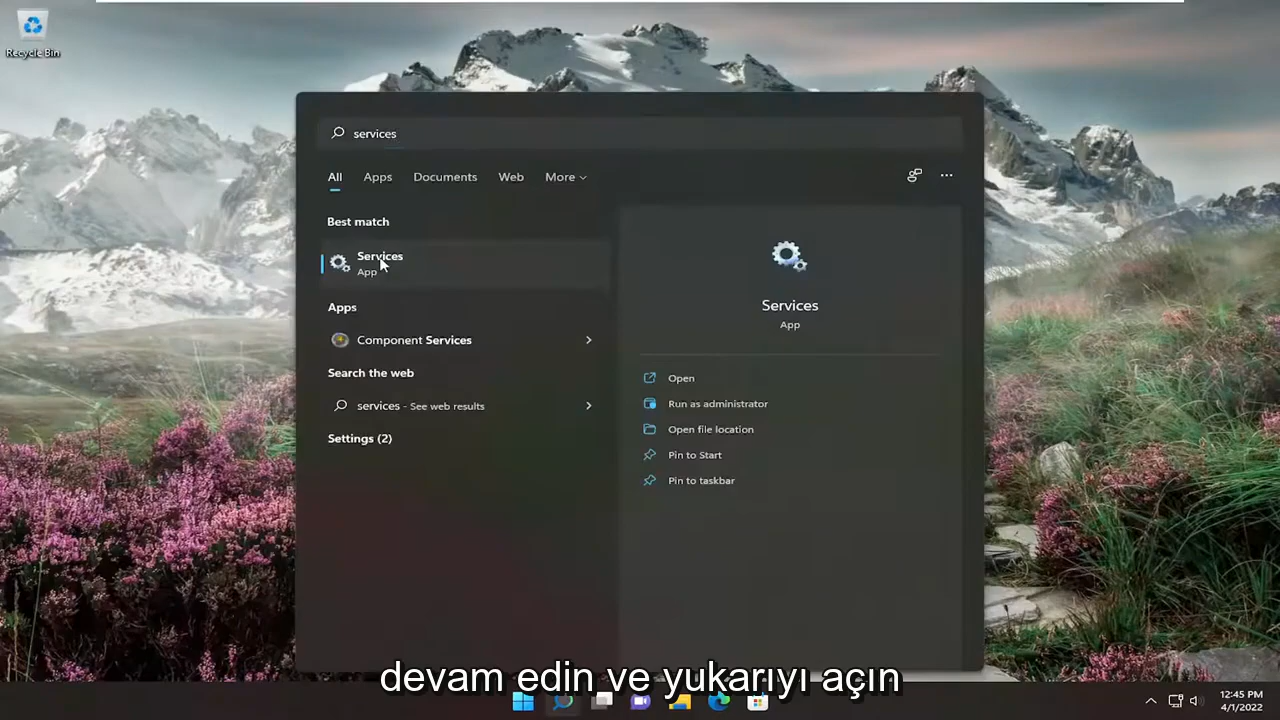 Recycle Bin
services
All Apps Documents Web More
Best match
Services
App
Services
App
Apps
Component Services
Search the web
services - See web results
Settings (2)
Open
Run as administrator
Open file location
Pin to Start
Pin to taskbar
devam edin ve yukarıyı açın
12:45 PM
4/1/2022